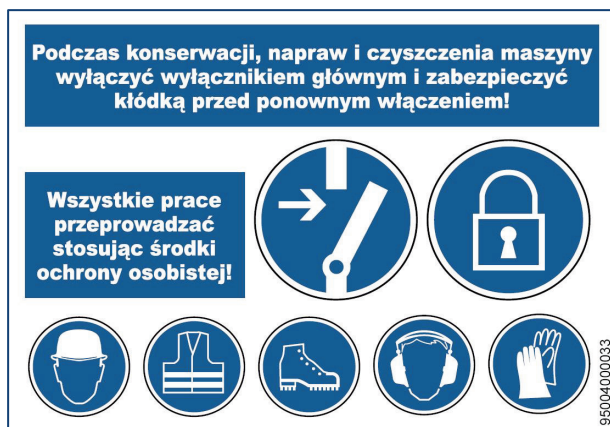 Podczas konserwacji, napraw i czyszczenia maszyny
wyłączyć wyłącznikiem głównym i zabezpieczyć
kłódką przed ponownym włączeniem!
Wszystkie prace
przeprowadzać
stosując środki
ochrony osobistej!
95004000033